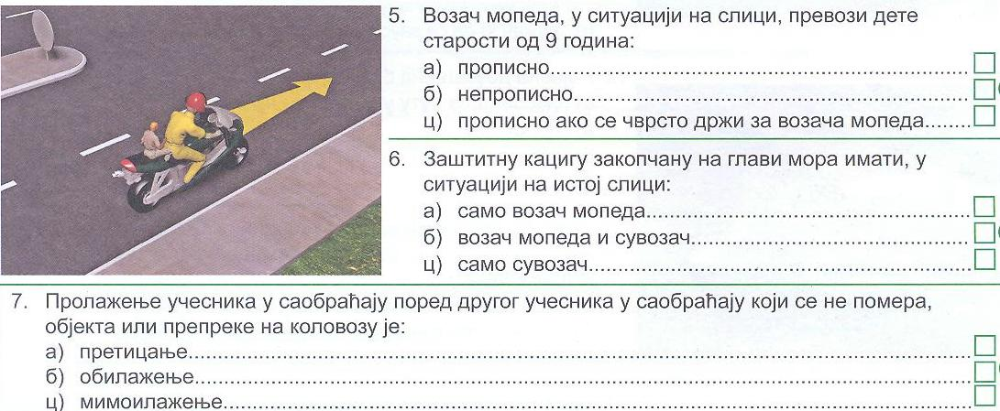 5. Возач мопеда, у ситуацији на слици, превози дете
старости од 9 година:
а) прописно
б) непрописно
ц) прописно ако се чврсто држи за возача мопеда
6. Заштитну кацигу закопчану на глави мора имати, у
ситуацији на истој слици:
а) само возач мопеда
б) возач мопеда и сувозач
ц) само сувозач
7. Пролажење учесника у саобраћају поред другог учесника у саобраћају који се не помера,
објекта или препреке на коловозу је:
а) претицање
б) обилажење
ц) мимоилажење